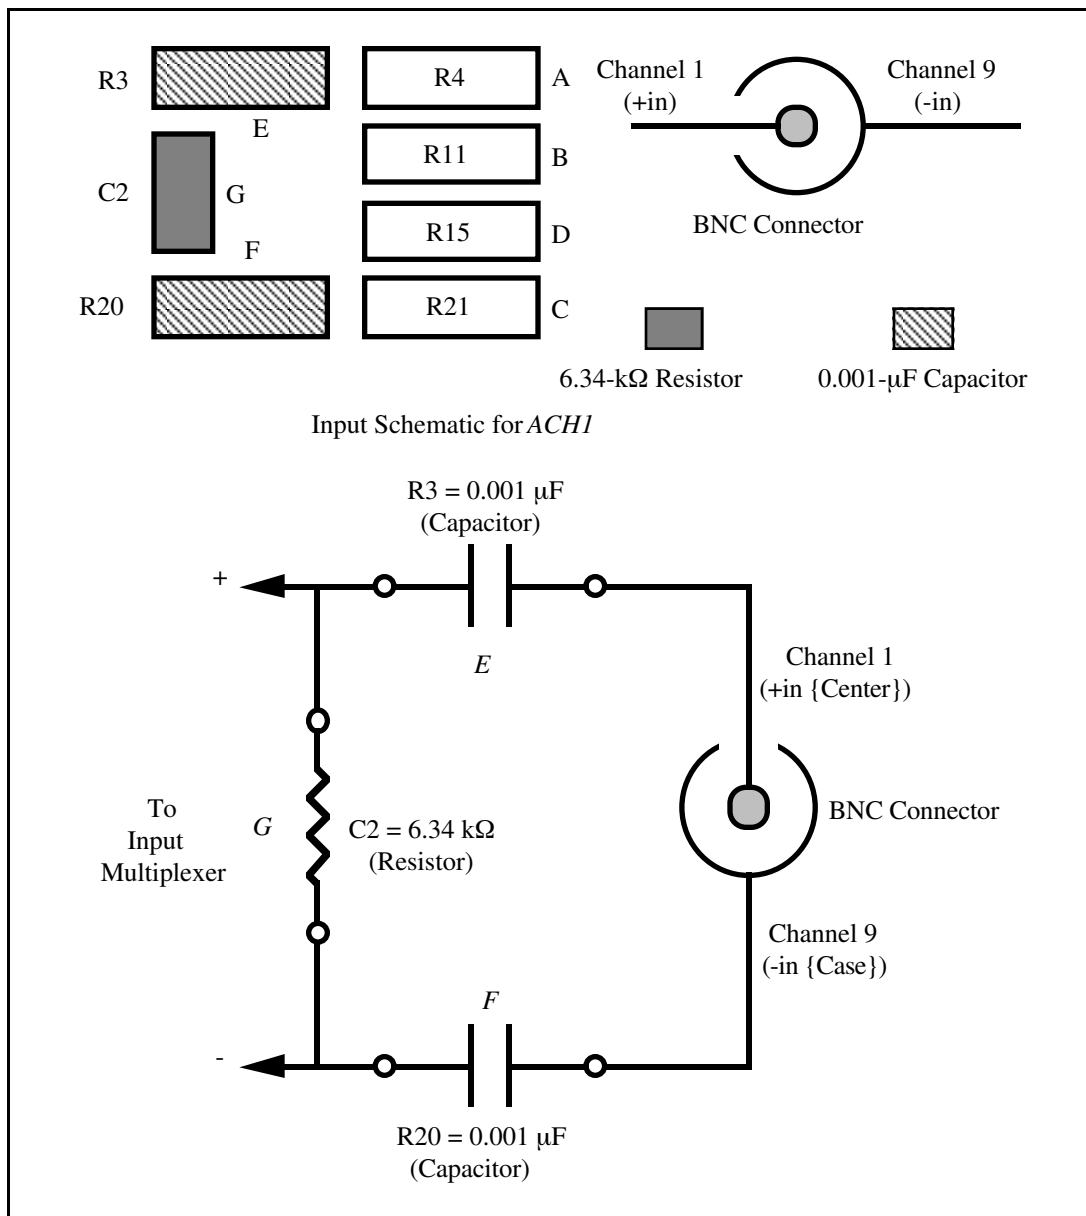 R3
R4
A
E
C2
G
R11
B
F
R15
D
R20
R21
C
Channel 1
(+in)
Channel 9
(-in)
BNC Connector
6.34-kΩ Resistor
0.001-µF Capacitor
Input Schematic for ACH1
R3 = 0.001 µF
(Capacitor)
+
E
Channel 1
(+in {Center})
To
Input
Multiplexer
G
C2 = 6.34 kΩ
(Resistor)
BNC Connector
Channel 9
(-in {Case})
F
-
R20 = 0.001 µF
(Capacitor)